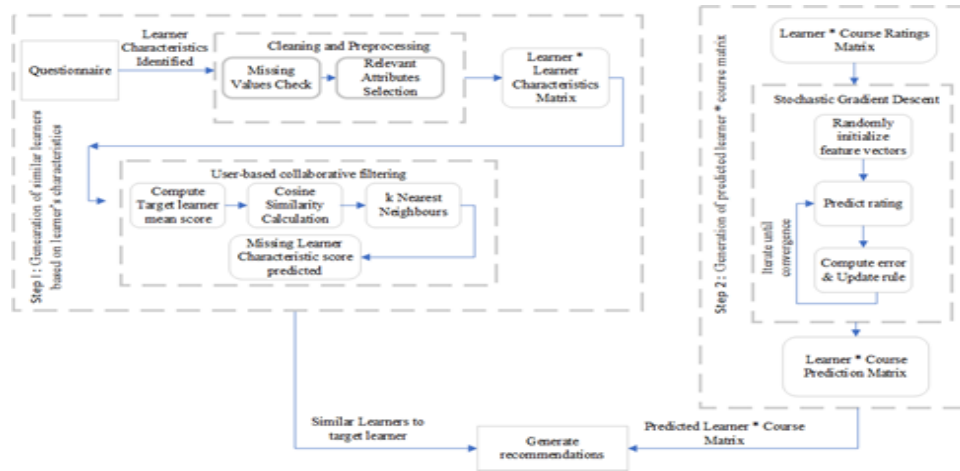 Questionnaire
Learner
Characteristics
Identified
Cleaning and Preprocessing
Missing
Values Check
Relevant
Attributes
Selection
Learner *
Learner
Characteristics
Matrix
Step 1: Genearation of similar learners
based on learner's characteristics
User-based collaborative filtering
Compute
Target learner
mean score
Cosine
Similarity
Calculation
k Nearest
Neighbours
Missing Learner
Characteristic score
predicted
Similar Learners to
target learner
Generate
recommendations
Predicted Learner * Course
Matrix
Step 2: Generation of predicted learner * course matrix
Learner * Course Ratings
Matrix
Stochastic Gradient Descent
Randomly
initialize
feature vectors
Predict rating
Iterate until
convergence
Compute error
& Update rule
Learner * Course
Prediction Matrix